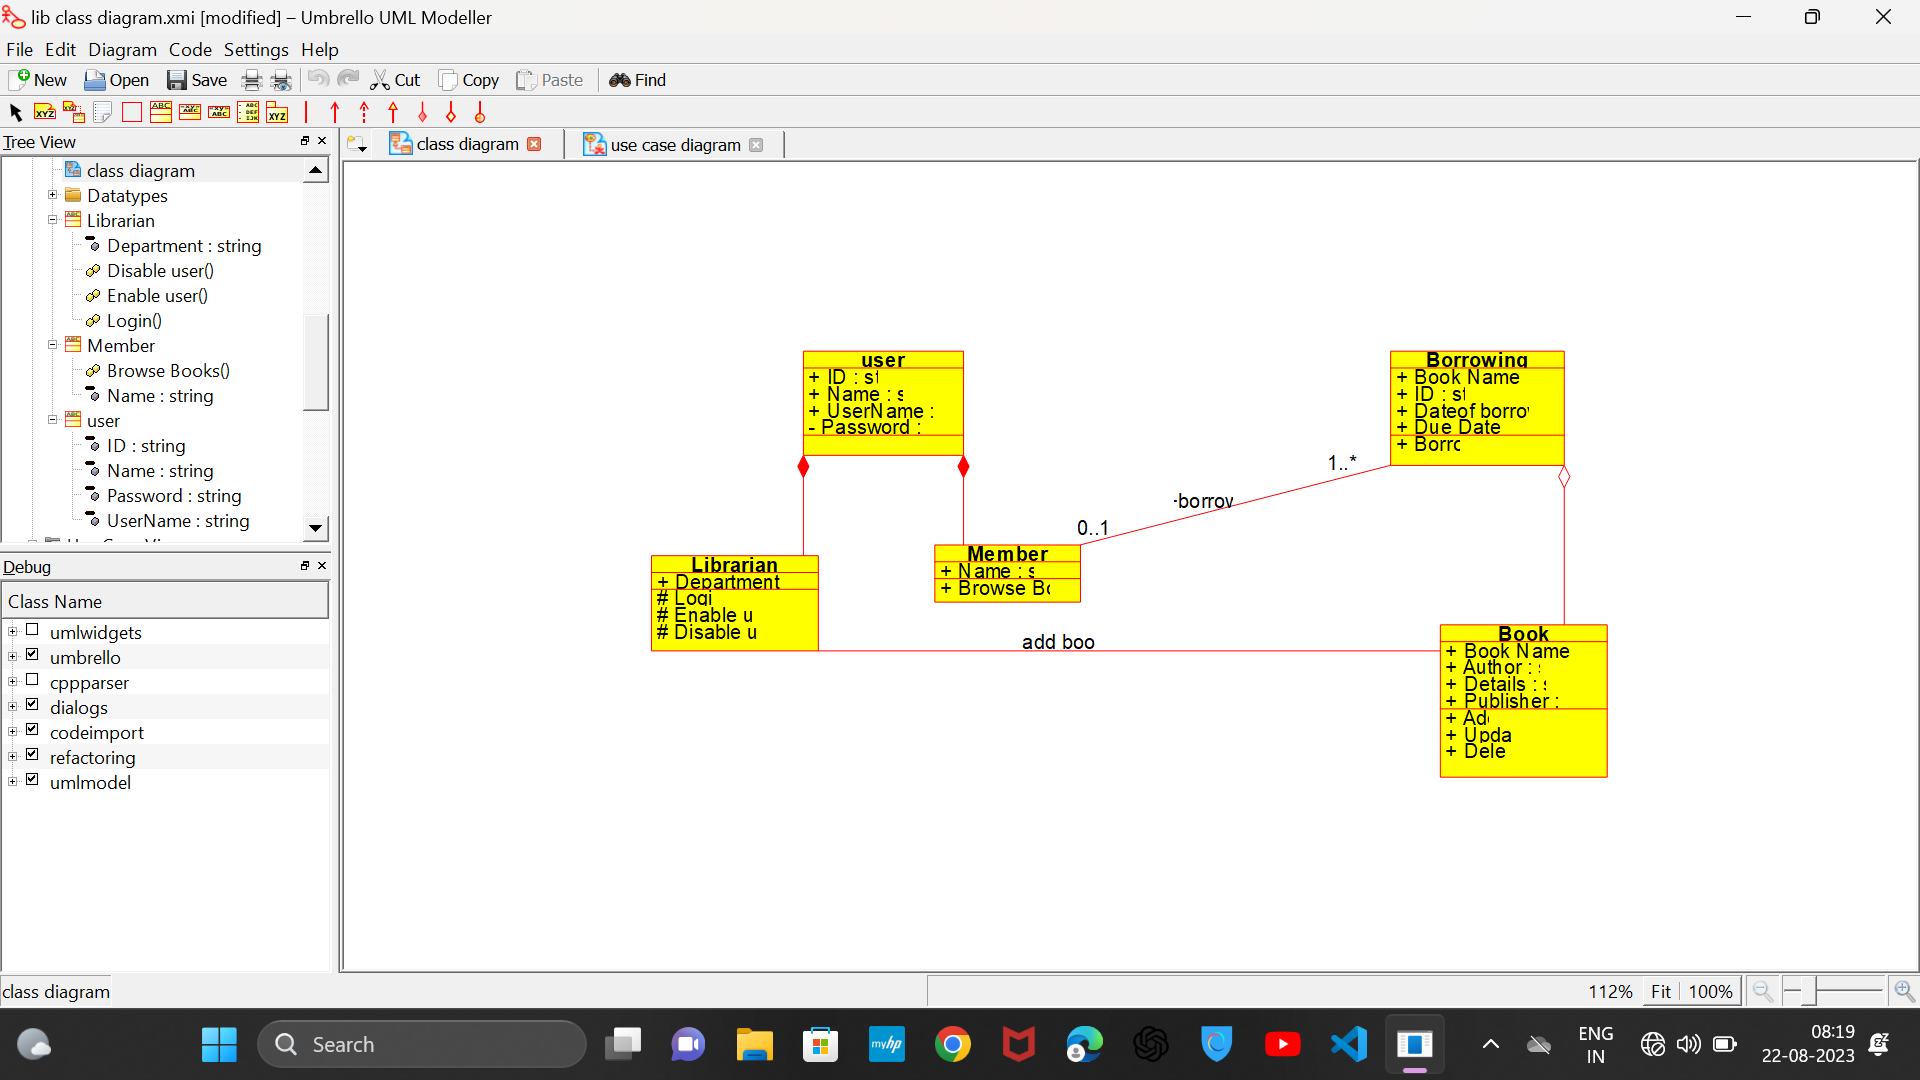 lib class diagram.xmi [modified] – Umbrello UML Modeller
File Edit Diagram Code Settings Help
New Open Save Cut Copy Paste Find
Tree View
class diagram
use case diagram
class diagram
Datatypes
Librarian
Department : string
Disable user()
Enable user()
Login()
Member
Browse Books()
Name : string
user
ID : string
Name : string
Password : string
UserName : string
Debug
Class Name
umlwidgets
umbrello
cppparser
dialogs
codeimport
refactoring
umlmodel
user
+ ID : st
+ Name : s
+ UserName :
- Password :
Borrowing
+ Book Name
+ ID : st
+ Dateof borrow
+ Due Date
+ Borro
1..*
-borrow
0..1
Librarian
+ Department
# Logi
# Enable u
# Disable u
Member
+ Name : s
+ Browse Bo
add boo
Book
+ Book Name
+ Author : s
+ Details : s
+ Publisher :
+ Add
+ Upda
+ Dele
class diagram
112% Fit 100%
Search
myhp
ENG
IN
08:19
22-08-2023